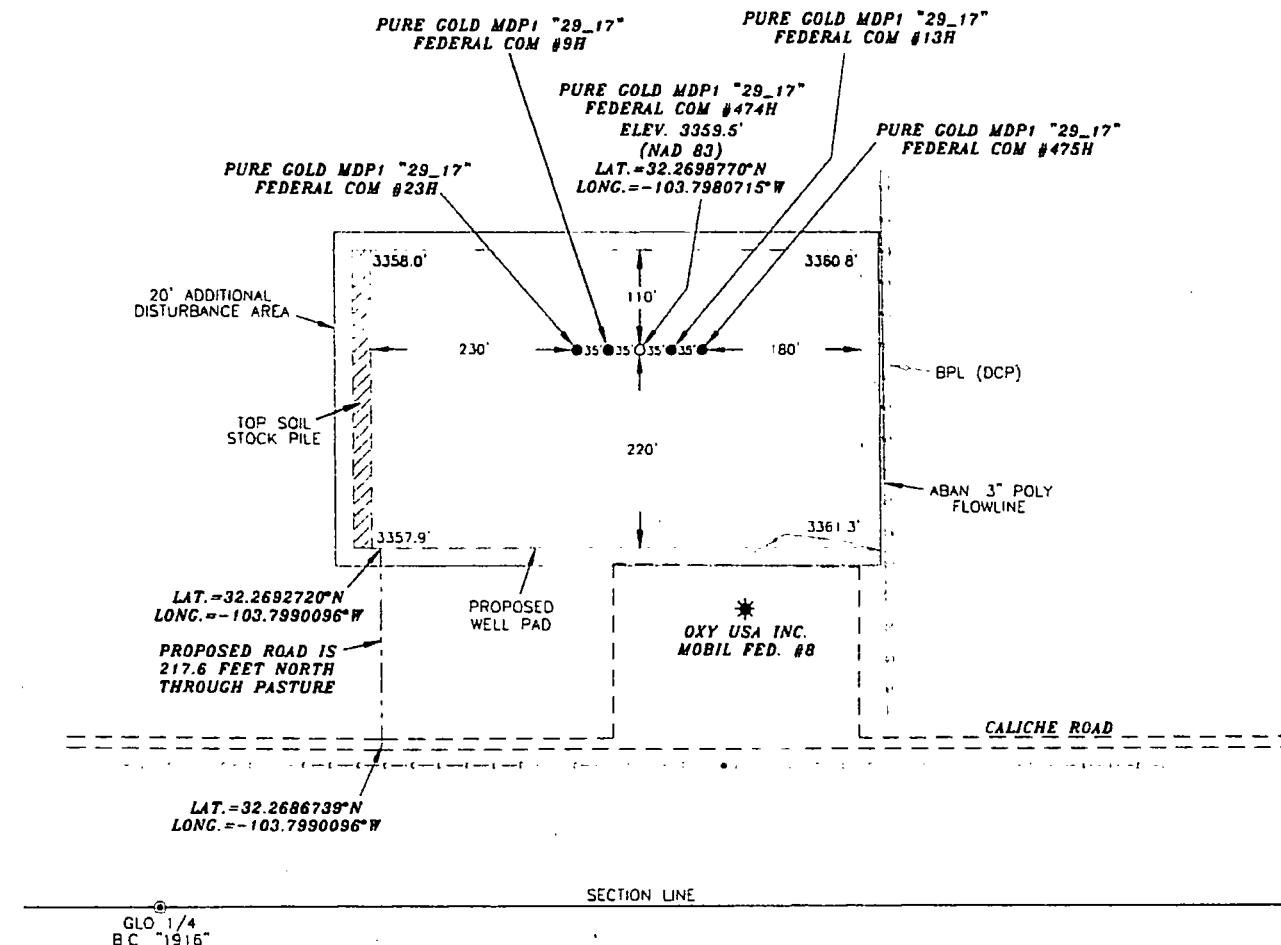 PURE GOLD MDP1 "29_17"
FEDERAL COM #9H
PURE GOLD MDP1 "29_17"
FEDERAL COM #13H
PURE GOLD MDP1 "29_17"
FEDERAL COM #474H
ELEV. 3359.5'
(NAD 83)
LAT.=32.2698770°N
LONG.=-103.7980715°W
PURE GOLD MDP1 "29_17"
FEDERAL COM #475H
PURE GOLD MDP1 "29_17"
FEDERAL COM #23H
3358.0'
3360.8'
20' ADDITIONAL
DISTURBANCE AREA
110'
230'
35'
35'
35'
35'
180'
BPL (DCP)
TOP SOIL
STOCK PILE
220'
ABAN 3" POLY
FLOWLINE
3357.9'
3361.3'
LAT.=32.2692720°N
LONG.=-103.7990096°W
PROPOSED
WELL PAD
OXY USA INC.
MOBIL FED. #8
PROPOSED ROAD IS
217.6 FEET NORTH
THROUGH PASTURE
CALICHE ROAD
LAT.=32.2686739°N
LONG.=-103.7990096°W
SECTION LINE
GLO 1/4
B.C. "1916"